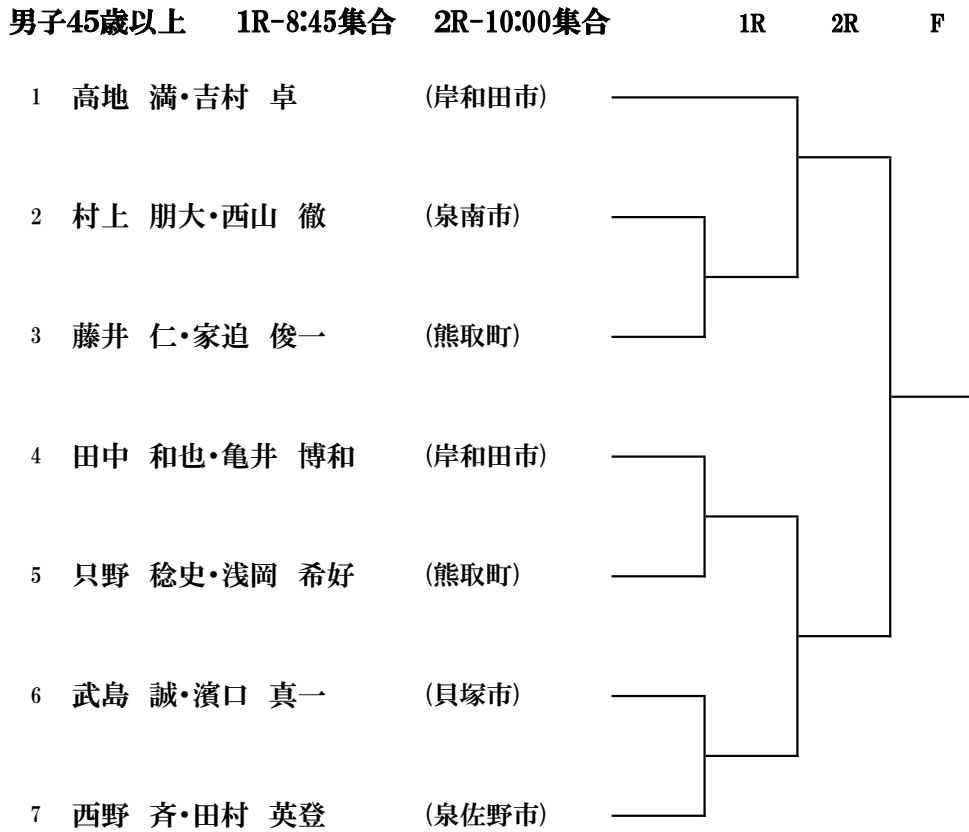 男子45歳以上 1R-8:45集合 2R-10:00集合 1R 2R F
1 高地 満・吉村 卓 (岸和田市)
2 村上 朋大・西山 徹 (泉南市)
3 藤井 仁・家迫 俊一 (熊取町)
4 田中 和也・亀井 博和 (岸和田市)
5 只野 稔史・浅岡 希好 (熊取町)
6 武島 誠・濱口 真一 (貝塚市)
7 西野 斉・田村 英登 (泉佐野市)